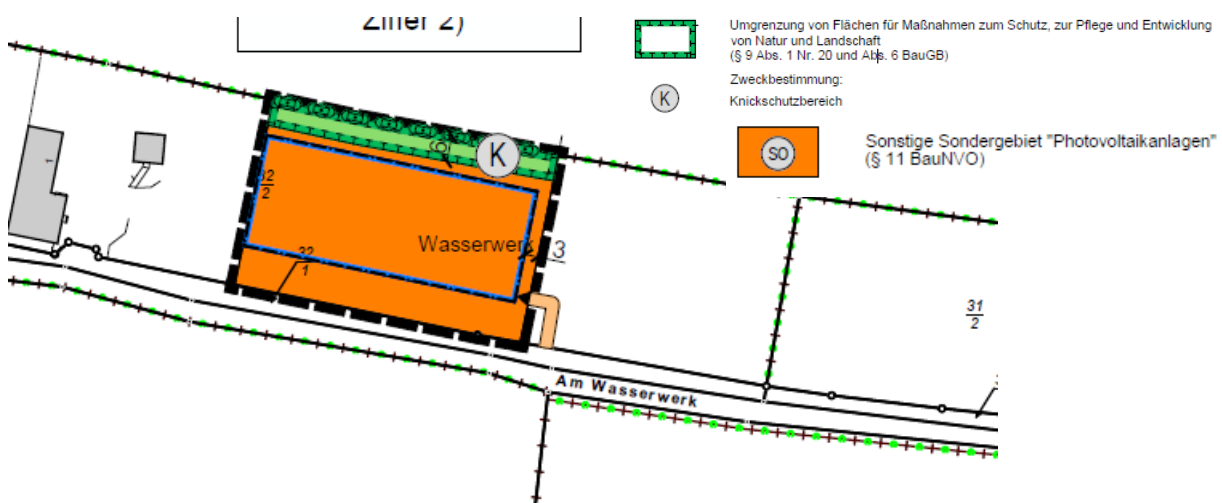 Ziffer 2)
Umgrenzung von Flächen für Maßnahmen zum Schutz, zur Pflege und Entwicklung
von Natur und Landschaft
(§ 9 Abs. 1 Nr. 20 und Abs. 6 BauGB)
Zweckbestimmung:
K
Knickschutzbereich
SO
Sonstige Sondergebiet "Photovoltaikanlagen"
(§ 11 BauNVO)
K
6
1
32
2
Wasserwerk
3
32
1
31
2
Am Wasserwerk